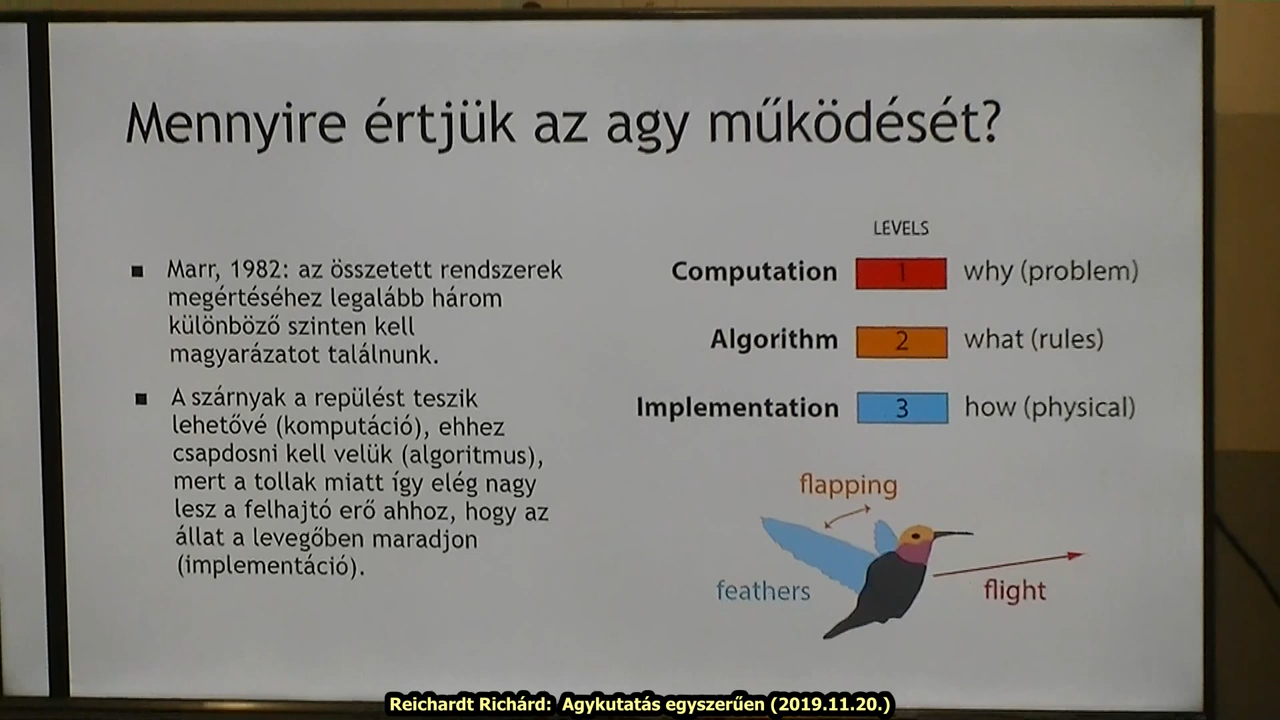 Mennyire értjük az agy működését?
Marr, 1982: az összetett rendszerek
megértéséhez legalább három
különböző szinten kell
magyarázatot találnunk.
A szárnyak a repülést teszik
lehetővé (komputáció), ehhez
csapdosni kell velük (algoritmus),
mert a tollak miatt így elég nagy
lesz a felhajtó erő ahhoz, hogy az
állat a levegőben maradjon
(implementáció).
LEVELS
Computation 1 why (problem)
Algorithm 2 what (rules)
Implementation 3 how (physical)
flapping
feathers
flight
Reichardt Richárd: Agykutatás egyszerűen (2019.11.20.)